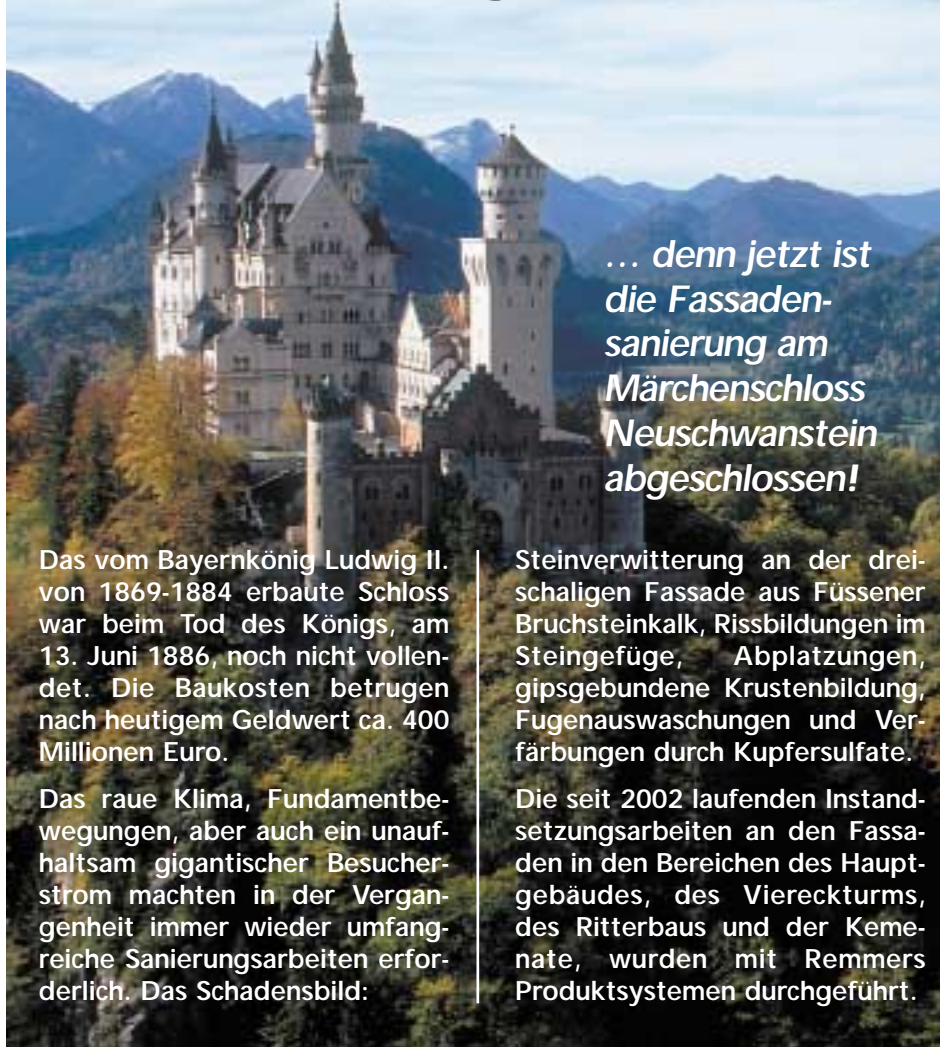 … denn jetzt ist
die Fassaden-
sanierung am
Märchenschloss
Neuschwanstein
abgeschlossen!
Das vom Bayernkönig Ludwig II.
von 1869-1884 erbaute Schloss
war beim Tod des Königs, am
13. Juni 1886, noch nicht vollen-
det. Die Baukosten betrugen
nach heutigem Geldwert ca. 400
Millionen Euro.
Das raue Klima, Fundamentbe-
wegungen, aber auch ein unauf-
haltsam gigantischer Besucher-
strom machten in der Vergan-
genheit immer wieder umfang-
reiche Sanierungsarbeiten erfor-
derlich. Das Schadensbild:
Steinverwitterung an der drei-
schaligen Fassade aus Füssener
Bruchsteinkalk, Rissbildungen im
Steingefüge, Abplatzungen,
gipsgebundene Krustenbildung,
Fugenauswaschungen und Ver-
färbungen durch Kupfersulfate.
Die seit 2002 laufenden Instand-
setzungsarbeiten an den Fassa-
den in den Bereichen des Haupt-
gebäudes, des Viereckturms,
des Ritterbaus und der Keme-
nate, wurden mit Remmers
Produktsystemen durchgeführt.